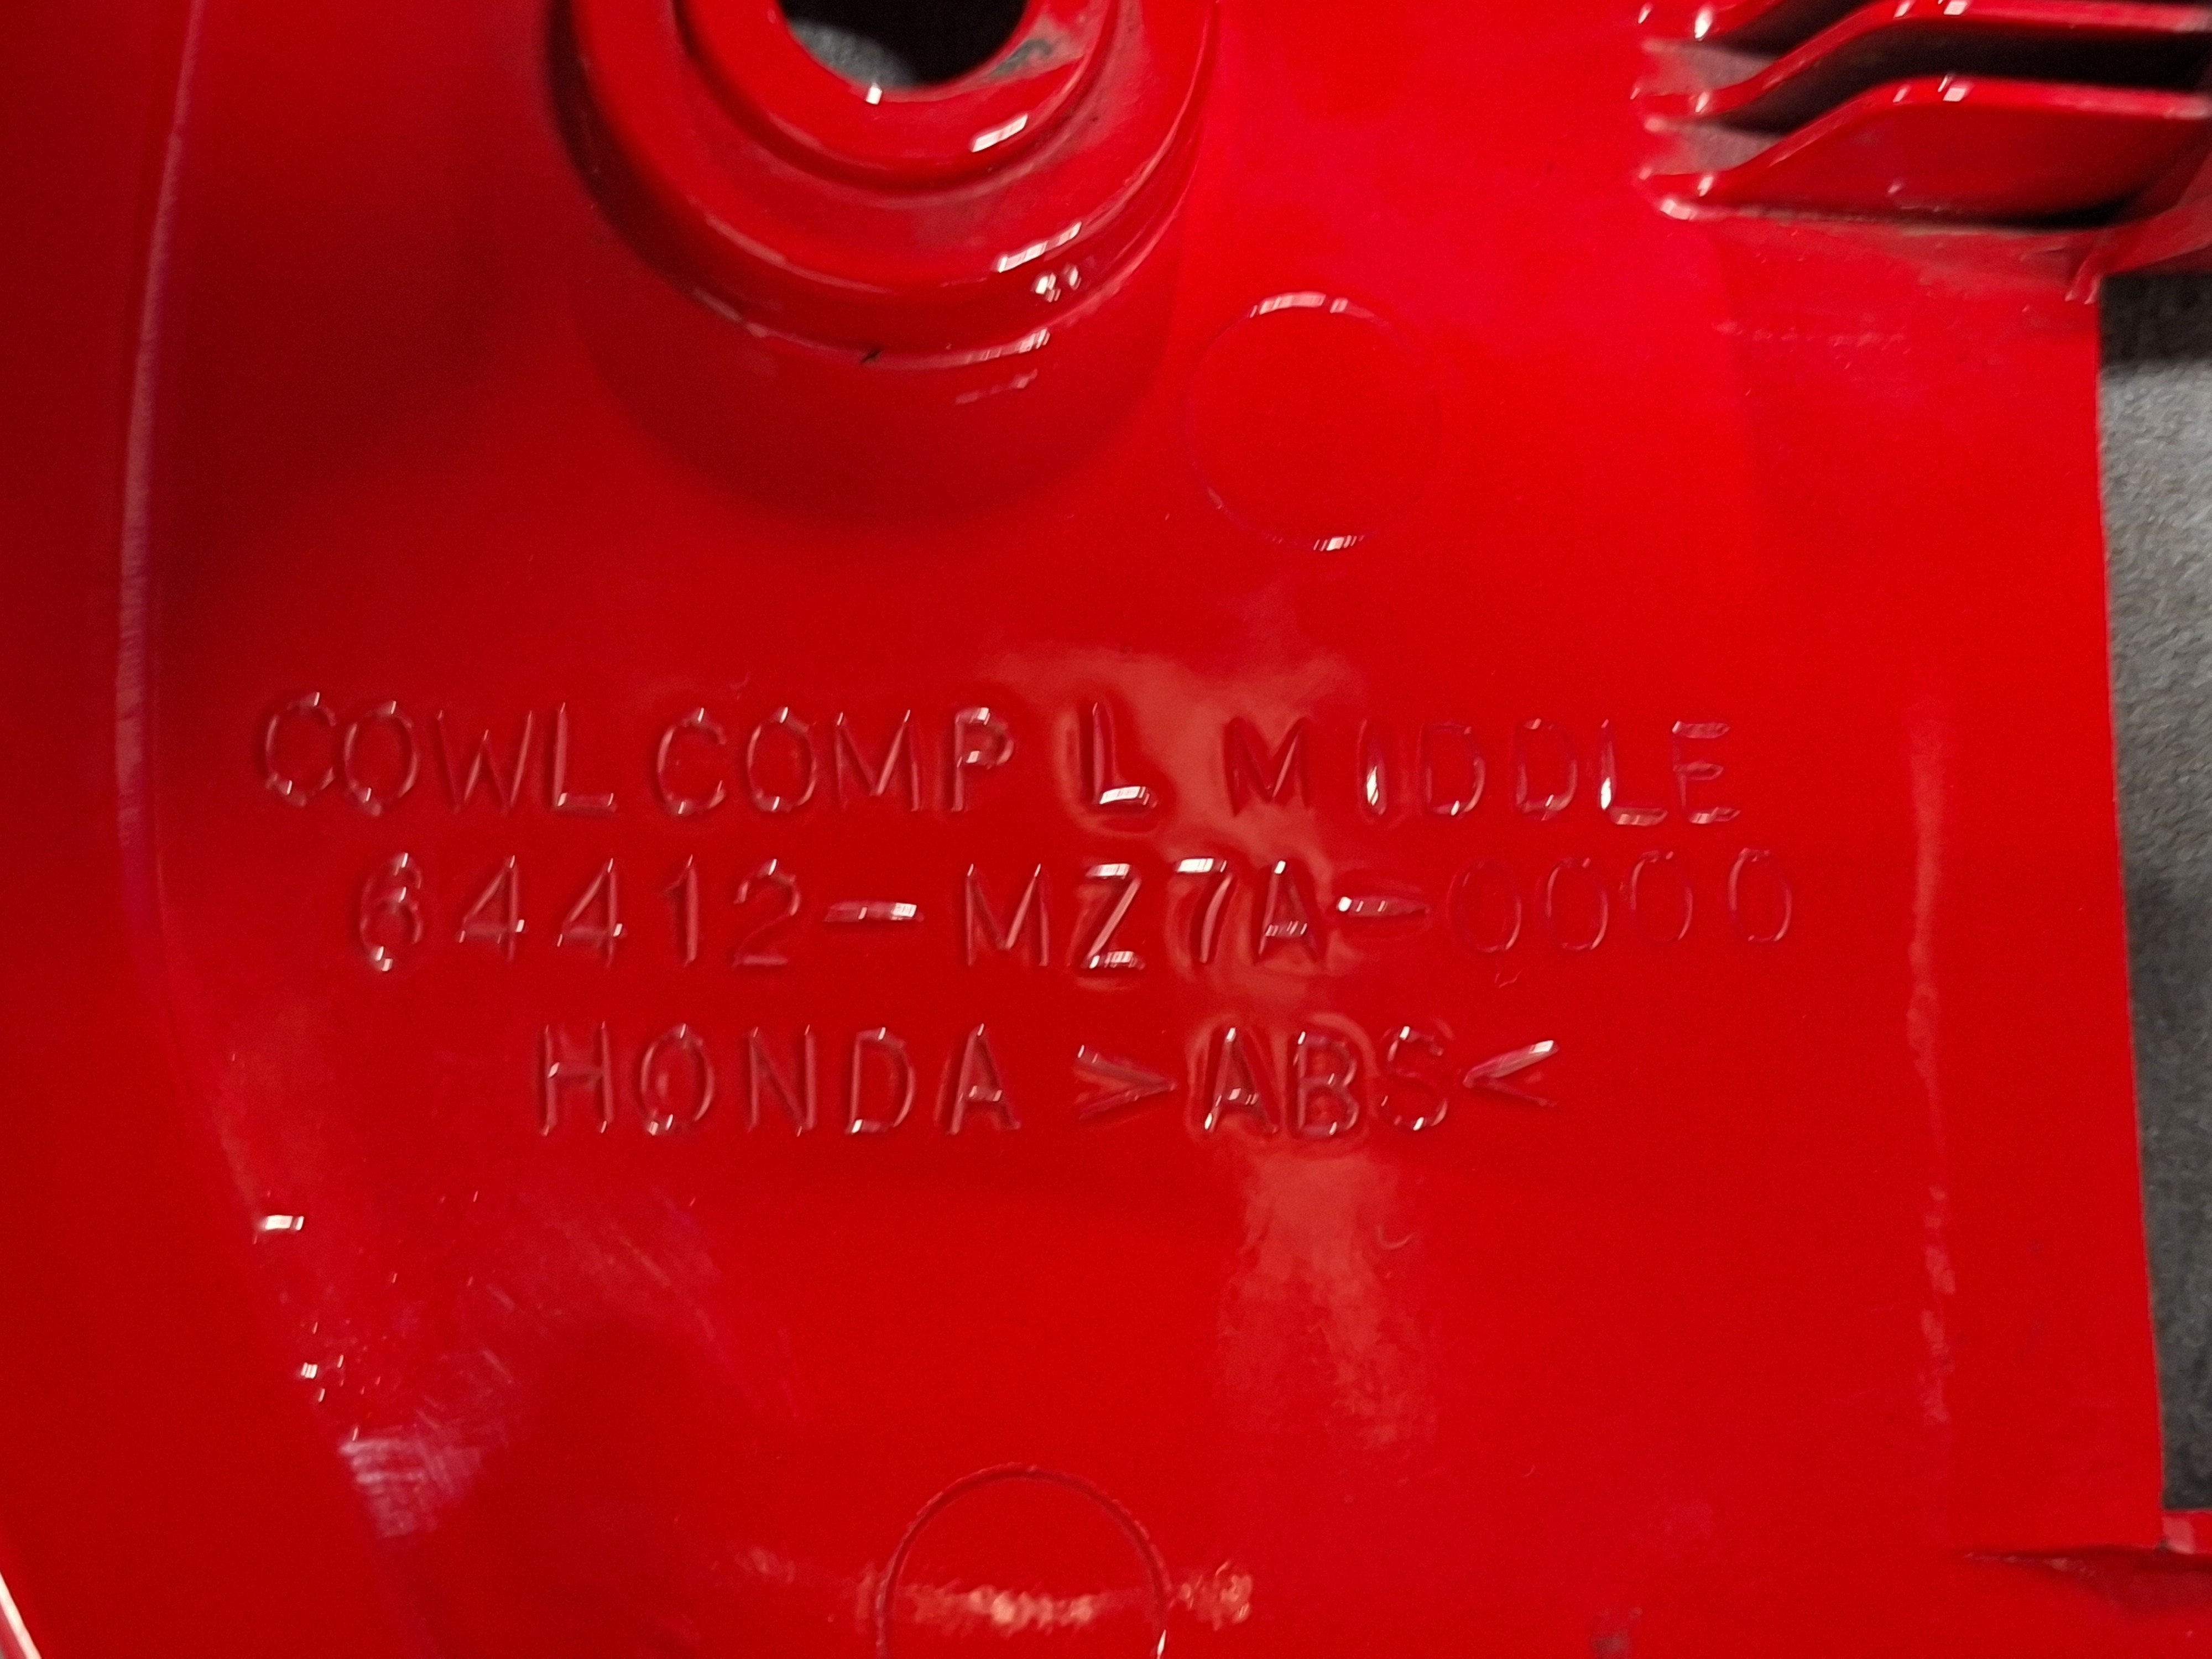 COWL COMP L MIDDLE
64412-MZ7A-0000
HONDA >ABS<